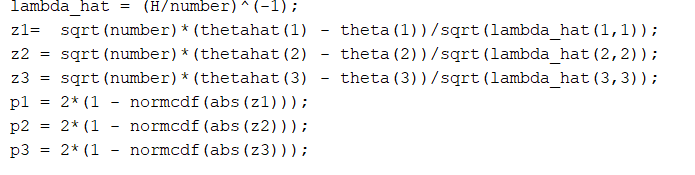 lambda_hat = (H/number)^(-1);
z1=  sqrt(number)*(thetahat(1) - theta(1))/sqrt(lambda_hat(1,1));
z2 = sqrt(number)*(thetahat(2) - theta(2))/sqrt(lambda_hat(2,2));
z3 = sqrt(number)*(thetahat(3) - theta(3))/sqrt(lambda_hat(3,3));
p1 = 2*(1 - normcdf(abs(z1)));
p2 = 2*(1 - normcdf(abs(z2)));
p3 = 2*(1 - normcdf(abs(z3)));